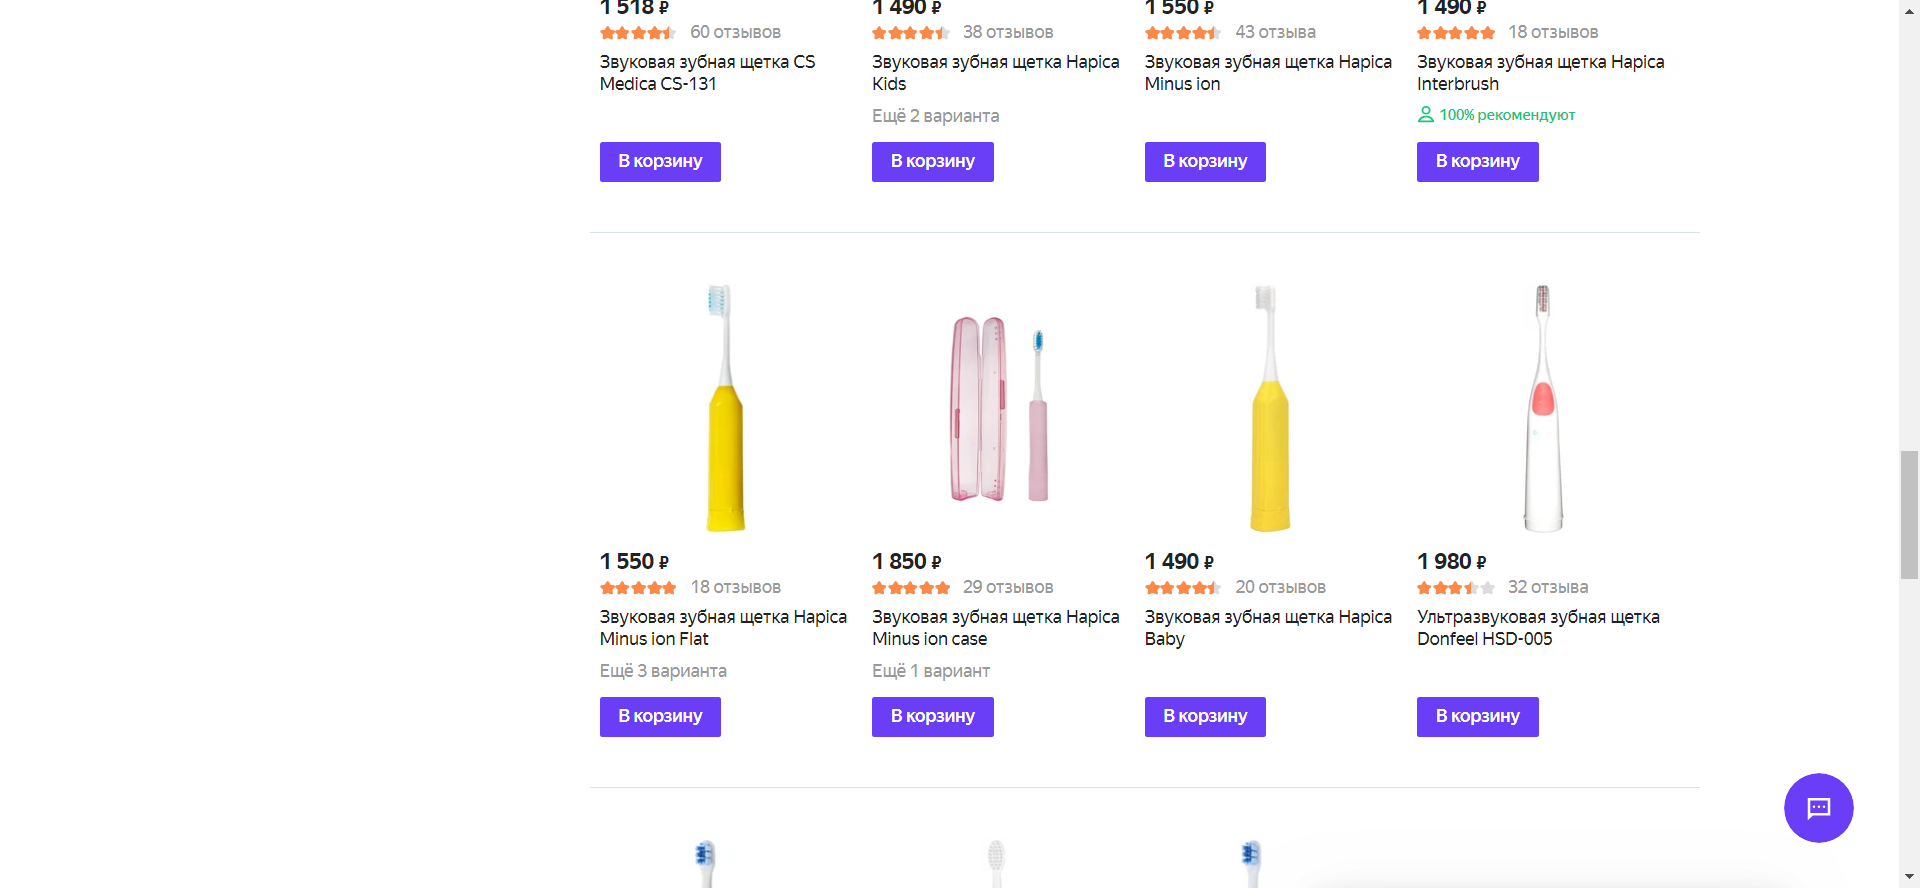 1 518 ₽
60 отзывов
Звуковая зубная щетка CS
Medica CS-131
В корзину
1 490 ₽
38 отзывов
Звуковая зубная щетка Hapica
Kids
Ещё 2 варианта
В корзину
1 550 ₽
43 отзыва
Звуковая зубная щетка Hapica
Minus ion
В корзину
1 490 ₽
18 отзывов
Звуковая зубная щетка Hapica
Interbrush
100% рекомендуют
В корзину
1 550 ₽
18 отзывов
Звуковая зубная щетка Hapica
Minus ion Flat
Ещё 3 варианта
В корзину
1 850 ₽
29 отзывов
Звуковая зубная щетка Hapica
Minus ion case
Ещё 1 вариант
В корзину
1 490 ₽
20 отзывов
Звуковая зубная щетка Hapica
Baby
В корзину
1 980 ₽
32 отзыва
Ультразвуковая зубная щетка
Donfeel HSD-005
В корзину